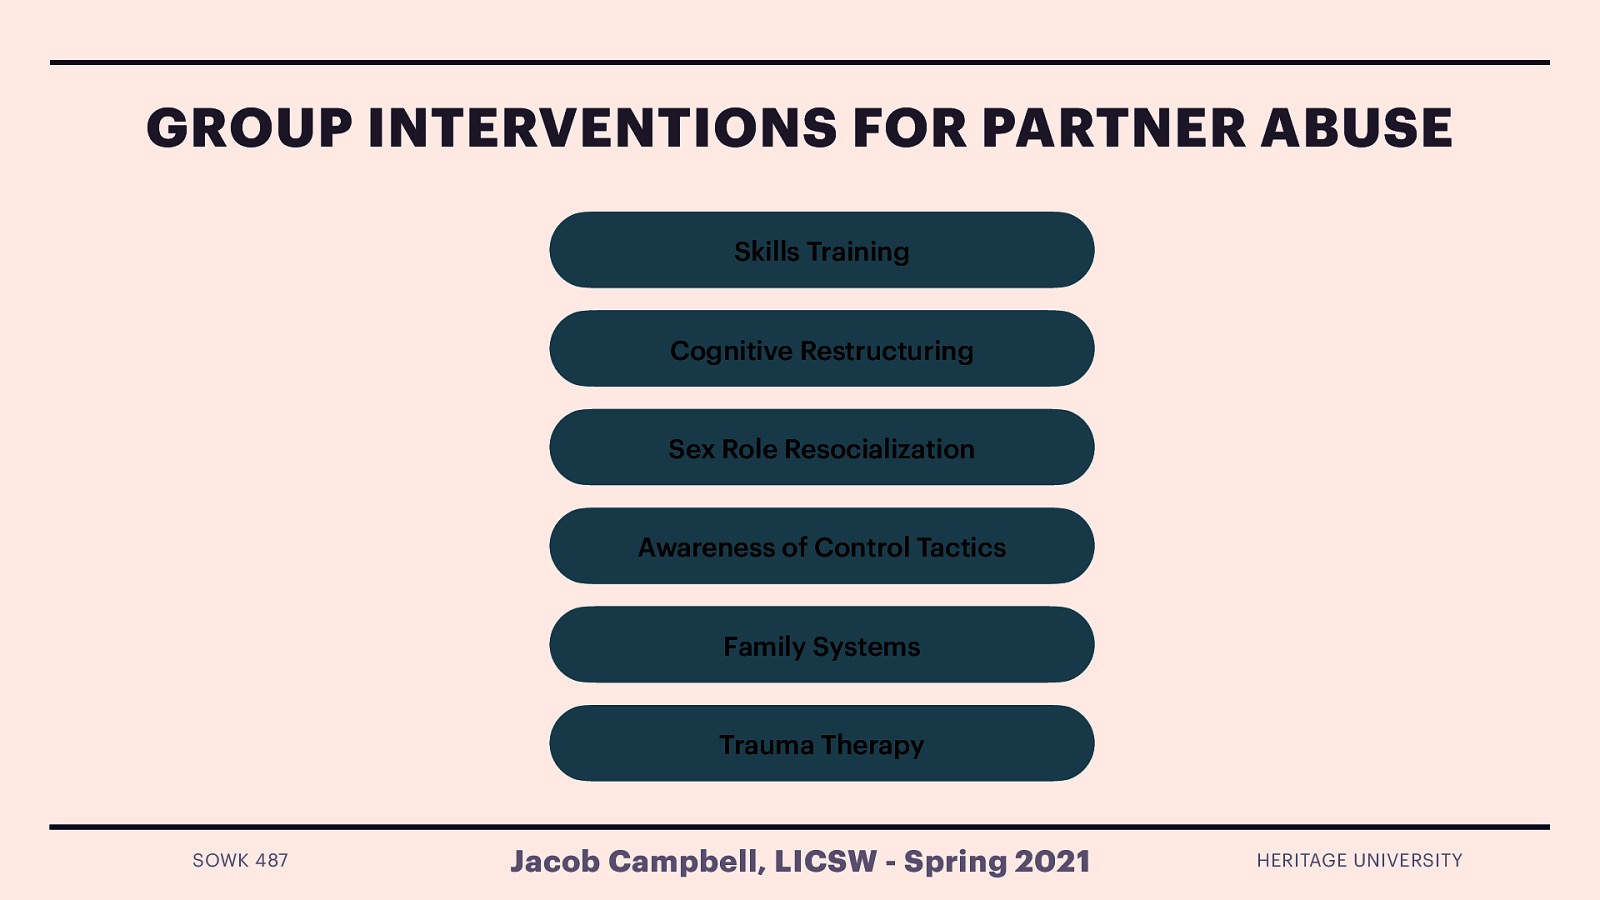 GROUP INTERVENTIONS FOR PARTNER ABUSE
Skills Training
Cognitive Restructuring
Sex Role Resocialization
Awareness of Control Tactics
Family Systems
Trauma Therapy
SOWK 487
Jacob Campbell, LICSW - Spring 2021
HERITAGE UNIVERSITY